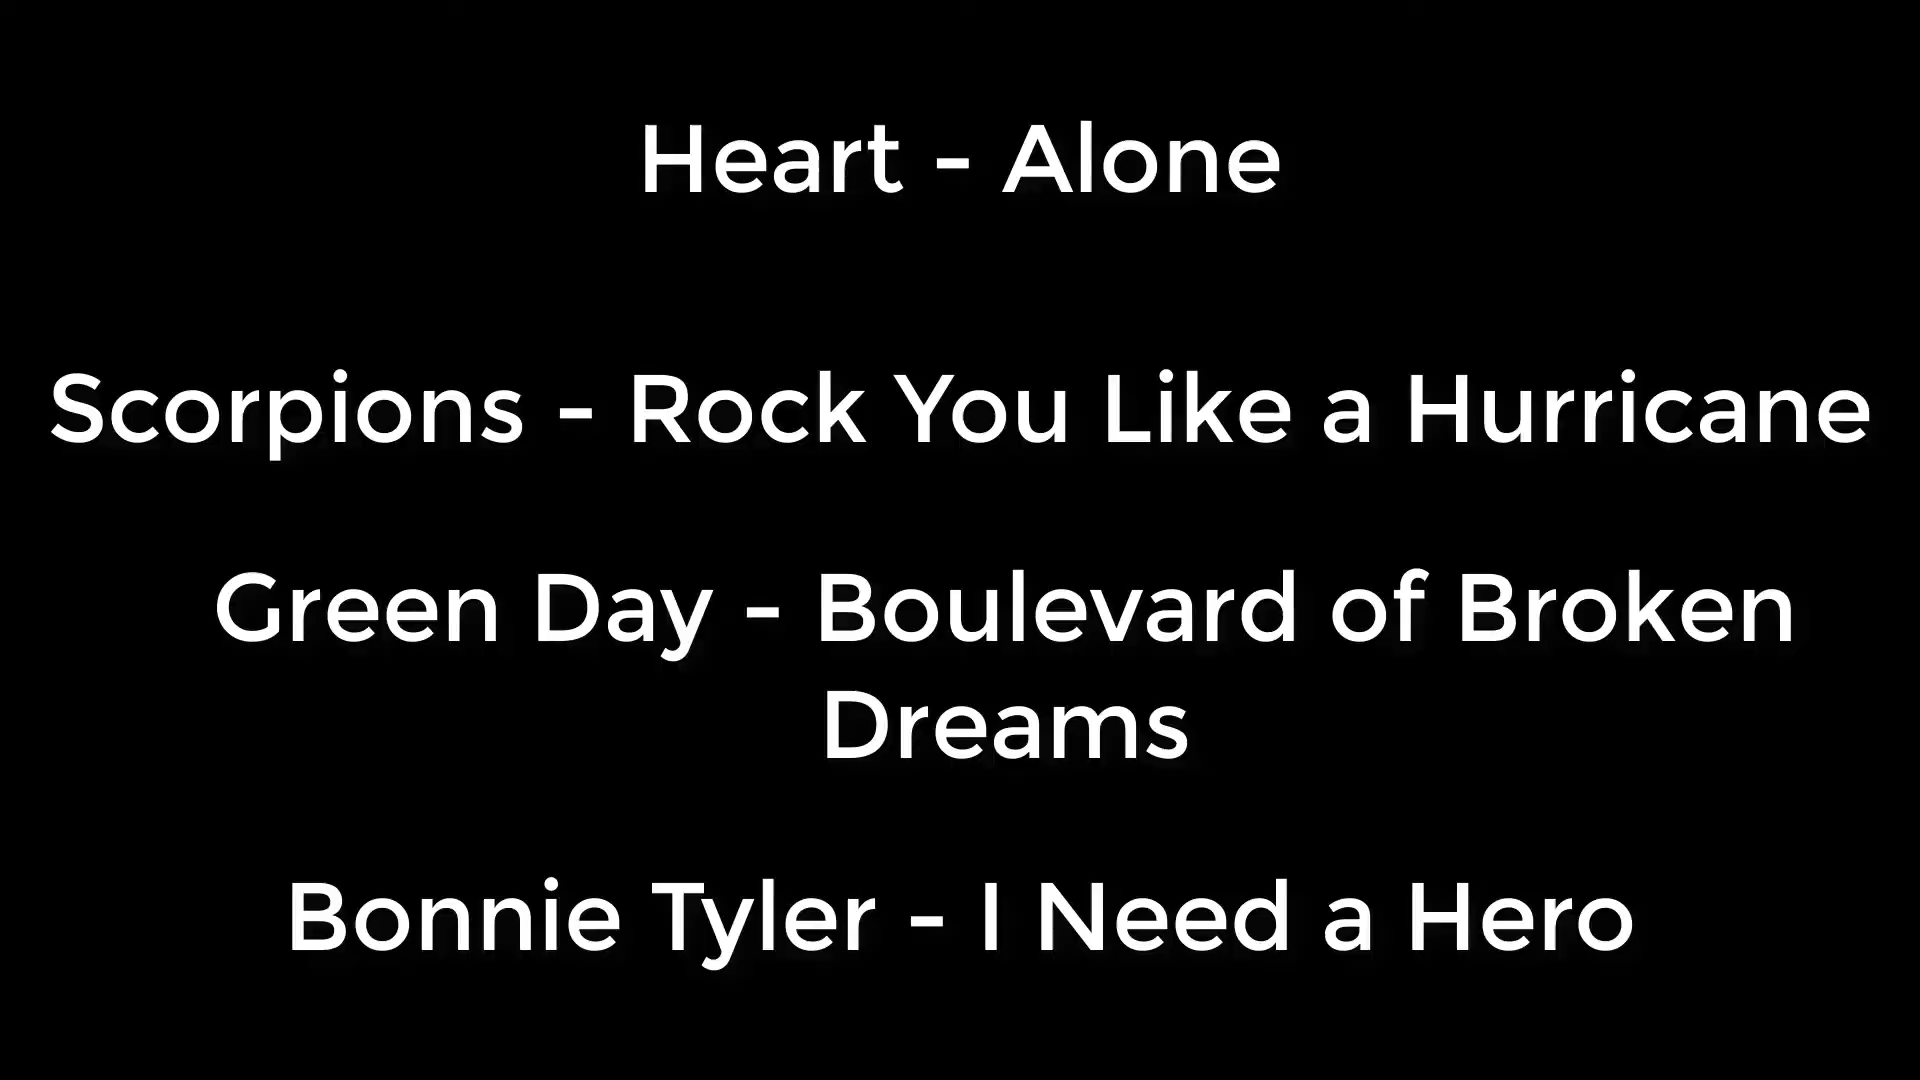 Heart - Alone
Scorpions - Rock You Like a Hurricane
Green Day - Boulevard of Broken
Dreams
Bonnie Tyler - I Need a Hero